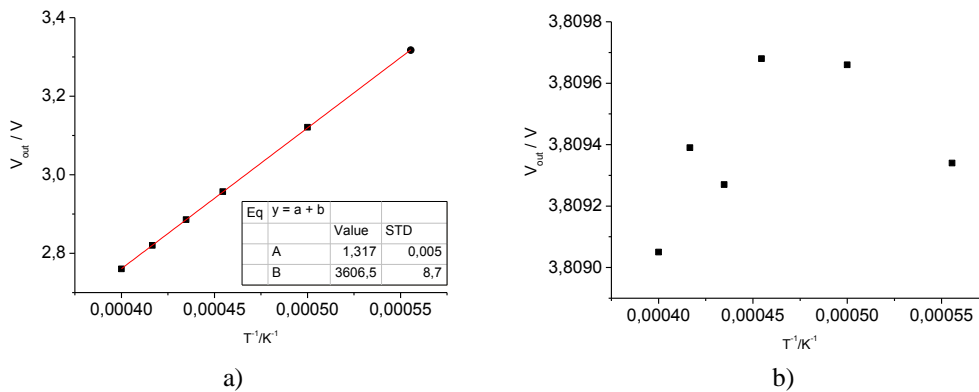 3,4
3,2
3,0
2,8
V_out / V
Eq y = a + b
Value STD
A 1,317 0,005
B 3606,5 8,7
0,00040 0,00045 0,00050 0,00055
T⁻¹/K⁻¹
a)
3,8098
3,8096
3,8094
3,8092
3,8090
V_out / V
0,00040 0,00045 0,00050 0,00055
T⁻¹/K⁻¹
b)